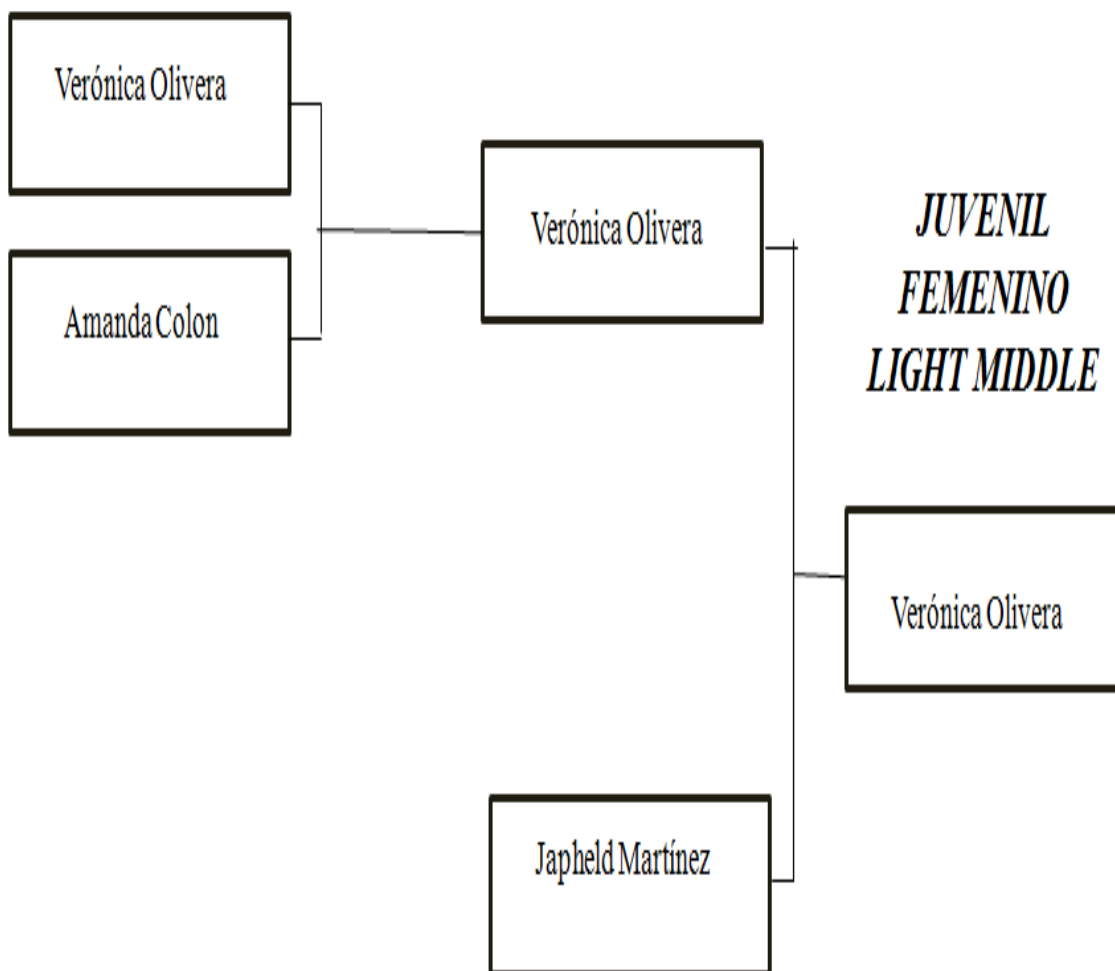 Verónica Olivera
Amanda Colon
Verónica Olivera
JUVENIL
FEMENINO
LIGHT MIDDLE
Verónica Olivera
Japheld Martínez